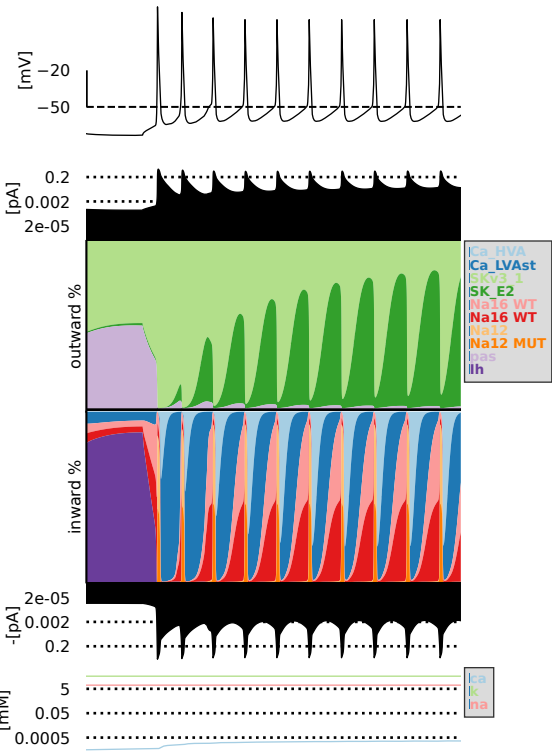 [mV]
−20
−50
[pA]
0.2
0.002
2e-05
outward %
Ca_HVA
Ca_LVAst
SKv3_1
SK_E2
Na16 WT
Na16 WT
Na12
Na12 MUT
pas
Ih
inward %
-[pA]
2e-05
0.002
0.2
[mM]
5
0.05
0.0005
ca
k
na